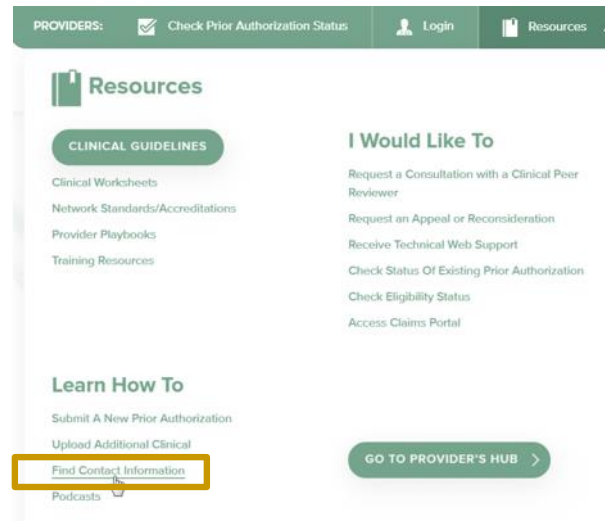 PROVIDERS: Check Prior Authorization Status Login Resources
Resources
CLINICAL GUIDELINES
Clinical Worksheets
Network Standards/Accreditations
Provider Playbooks
Training Resources
I Would Like To
Request a Consultation with a Clinical Peer
Reviewer
Request an Appeal or Reconsideration
Receive Technical Web Support
Check Status Of Existing Prior Authorization
Check Eligibility Status
Access Claims Portal
Learn How To
Submit A New Prior Authorization
Upload Additional Clinical
Find Contact Information
Podcasts
GO TO PROVIDER'S HUB